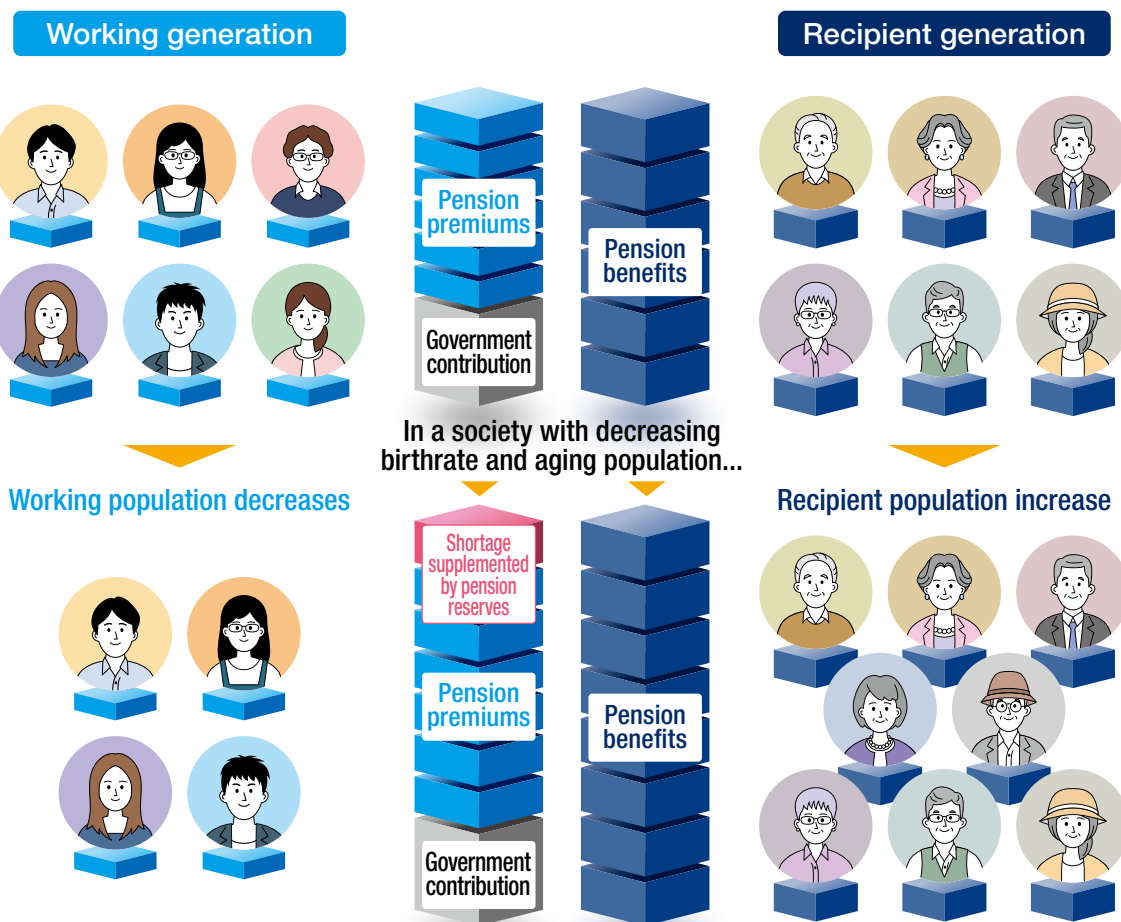 Working generation
Recipient generation
Pension
premiums
Pension
benefits
Government
contribution
In a society with decreasing
birthrate and aging population...
Working population decreases
Recipient population increase
Shortage
supplemented
by pension
reserves
Pension
premiums
Pension
benefits
Government
contribution